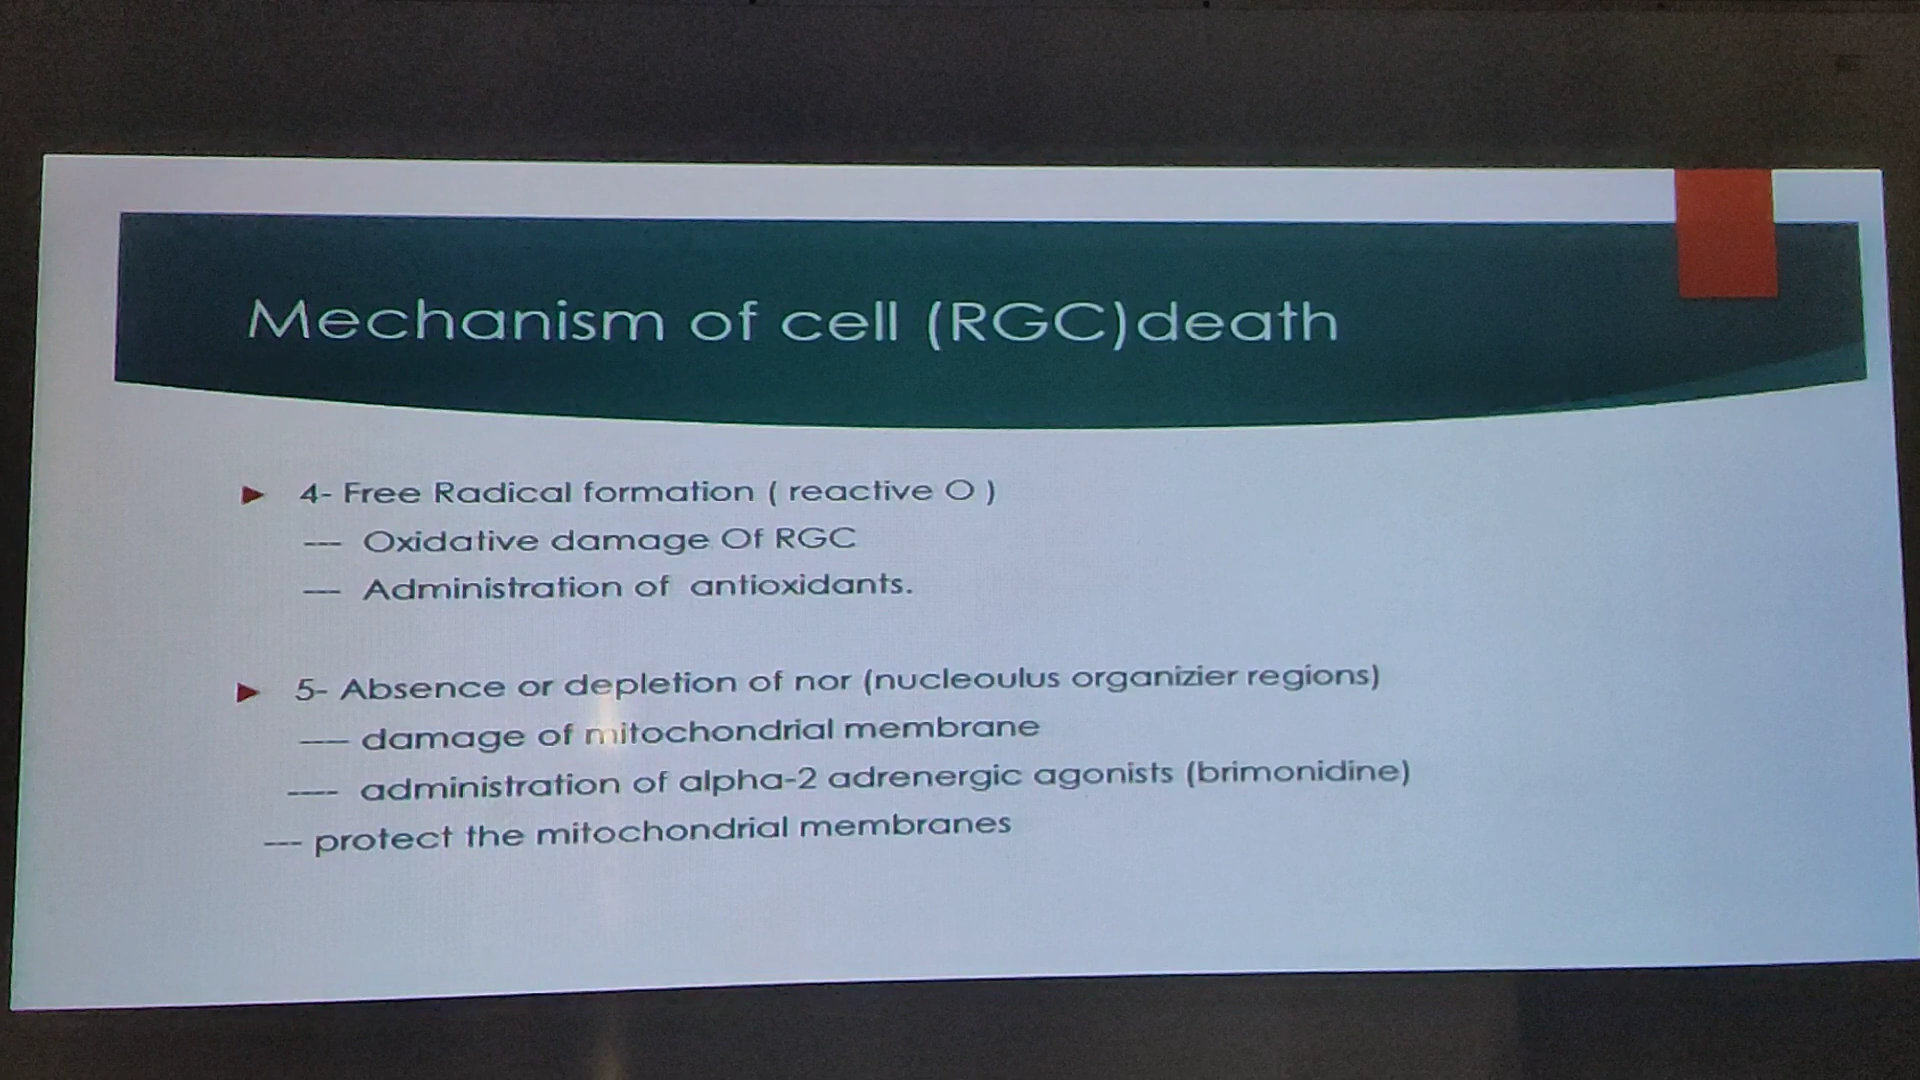 Mechanism of cell (RGC)death
4- Free Radical formation ( reactive O )
--- Oxidative damage Of RGC
--- Administration of antioxidants.
5- Absence or depletion of nor (nucleoulus organizier regions)
---- damage of mitochondrial membrane
---- administration of alpha-2 adrenergic agonists (brimonidine)
--- protect the mitochondrial membranes